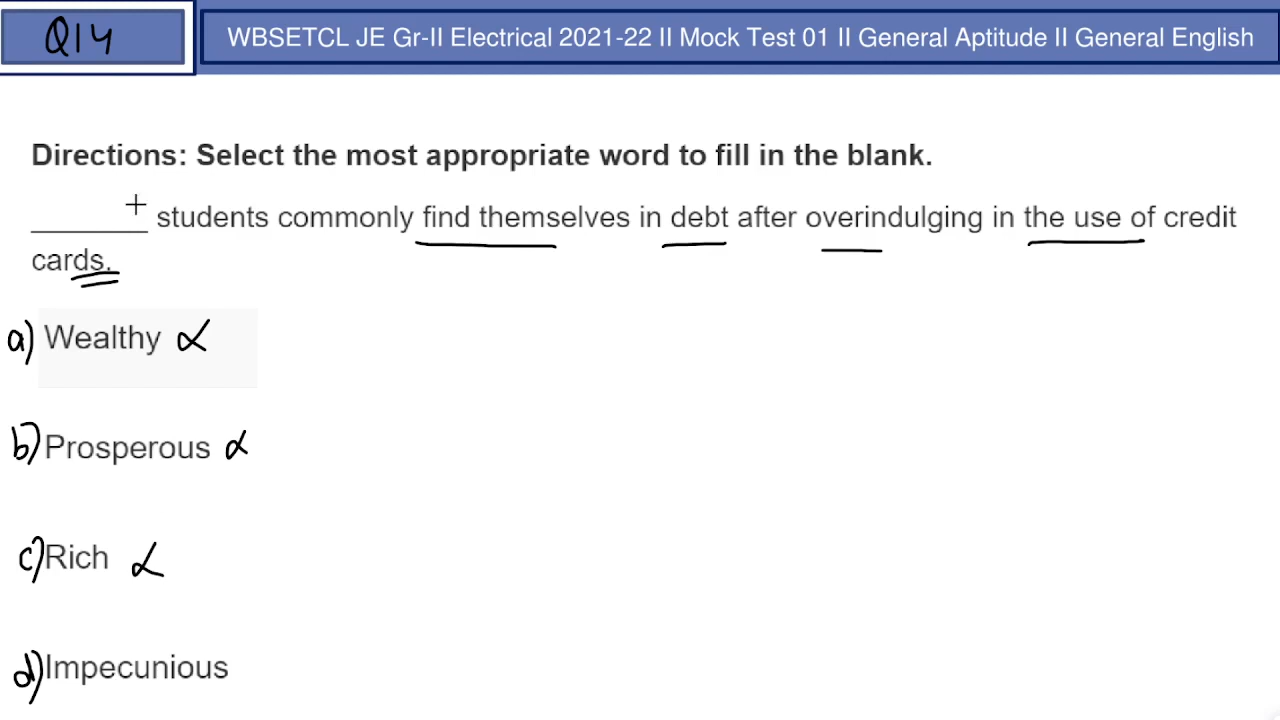 Q14
WBSETCL JE Gr-II Electrical 2021-22 II Mock Test 01 II General Aptitude II General English
Directions: Select the most appropriate word to fill in the blank.
________ students commonly find themselves in debt after overindulging in the use of credit
cards.
a) Wealthy
b) Prosperous
c) Rich
d) Impecunious